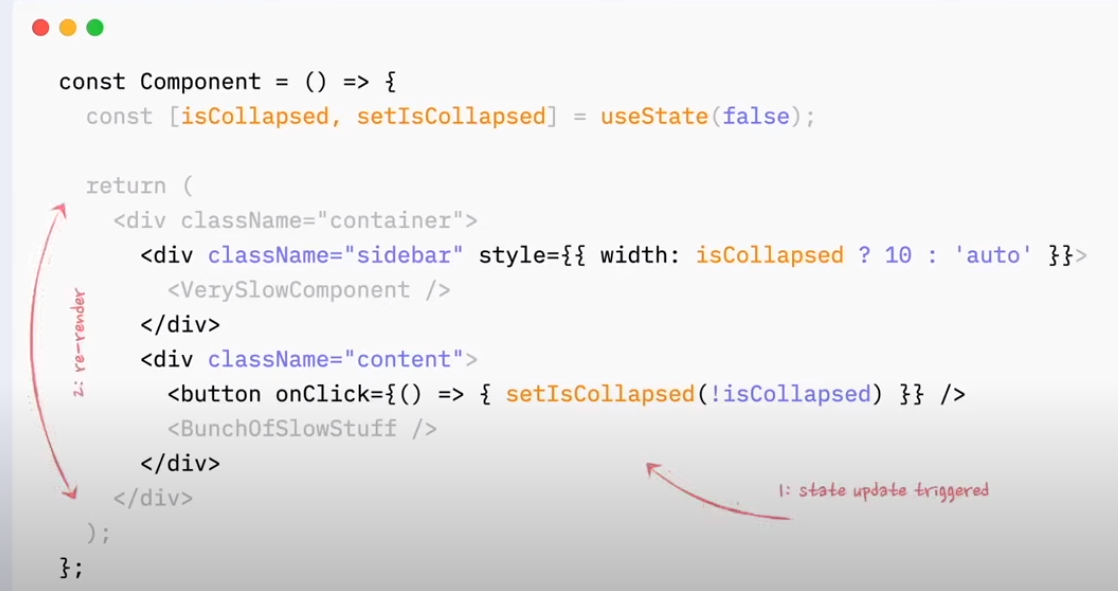 const Component = () => {
const [isCollapsed, setIsCollapsed] = useState(false);
return (
<div className="container">
<div className="sidebar" style={{ width: isCollapsed ? 10 : 'auto' }}>
<VerySlowComponent />
</div>
<div className="content">
<button onClick={() => { setIsCollapsed(!isCollapsed) }} />
<BunchOfSlowStuff />
</div>
</div>
);
};
2: re-render
1: state update triggered